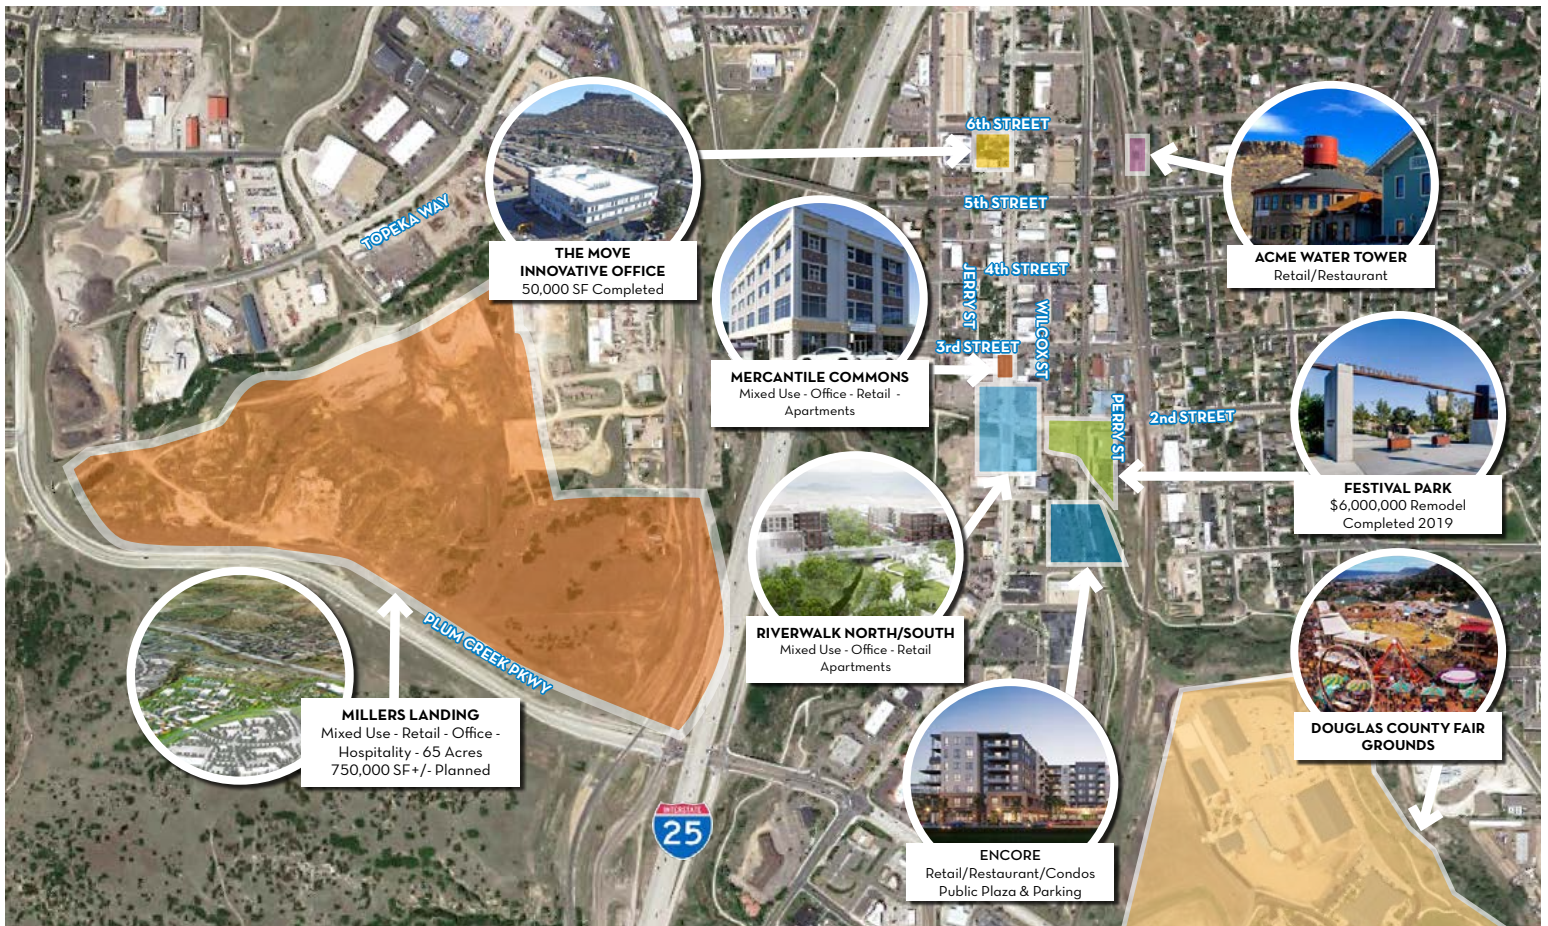 6th STREET
5th STREET
4th STREET
JERRY ST
WILCOX ST
3rd STREET
PERRY ST
2nd STREET
TOPEKA WAY
PLUM CREEK PKWY
THE MOVE
INNOVATIVE OFFICE
50,000 SF Completed
ACME WATER TOWER
Retail/Restaurant
MERCANTILE COMMONS
Mixed Use - Office - Retail -
Apartments
FESTIVAL PARK
FESTIVAL PARK
$6,000,000 Remodel
Completed 2019
RIVERWALK NORTH/SOUTH
Mixed Use - Office - Retail
Apartments
MILLERS LANDING
Mixed Use - Retail - Office -
Hospitality - 65 Acres
750,000 SF+/- Planned
DOUGLAS COUNTY FAIR
GROUNDS
INTERSTATE
25
ENCORE
Retail/Restaurant/Condos
Public Plaza & Parking